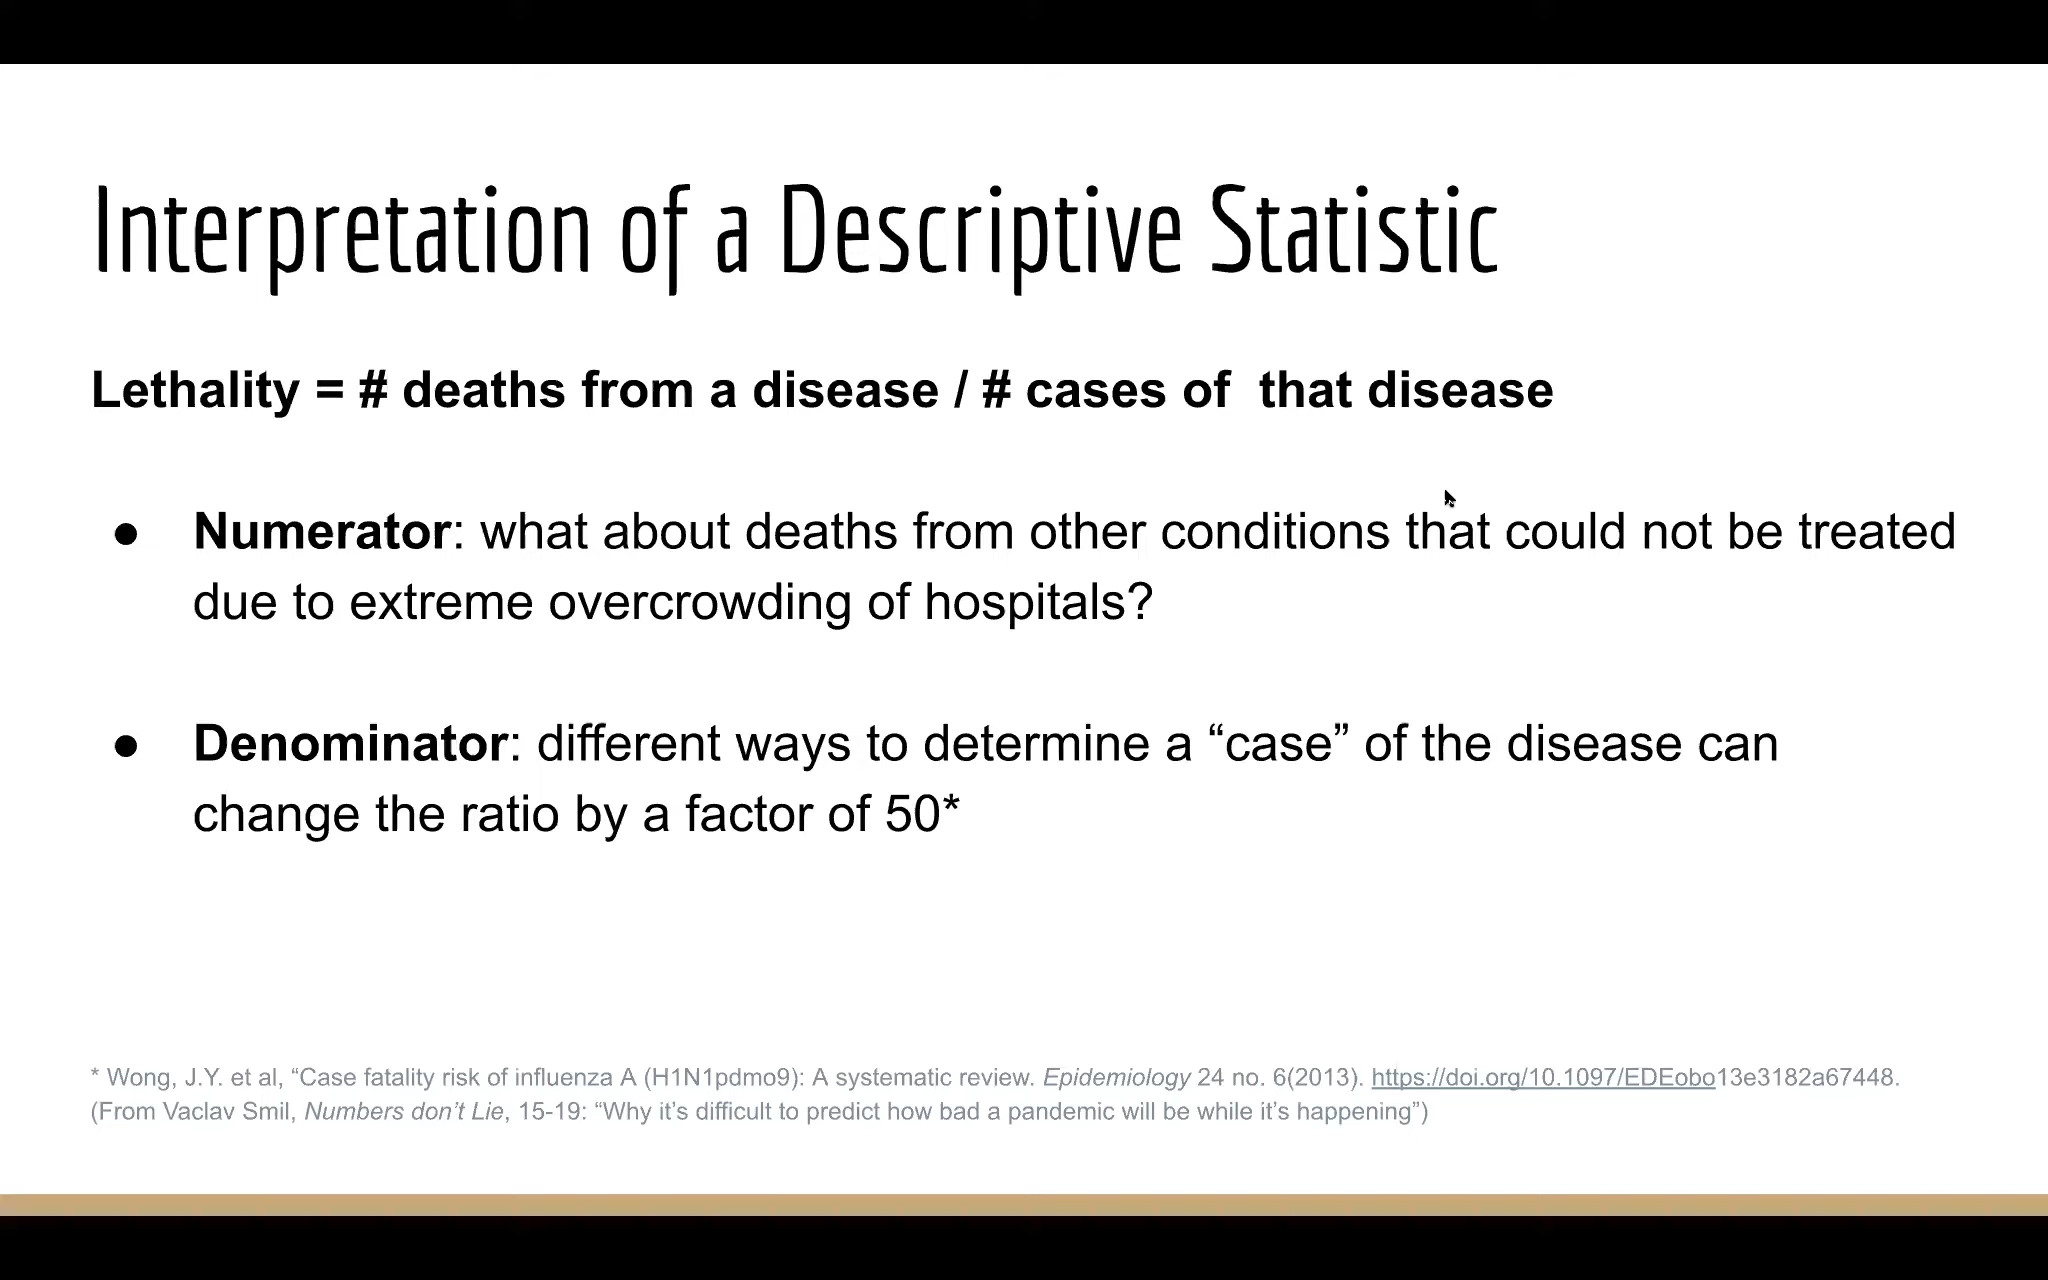 Interpretation of a Descriptive Statistic
Lethality = # deaths from a disease / # cases of  that disease
● Numerator: what about deaths from other conditions that could not be treated
due to extreme overcrowding of hospitals?
● Denominator: different ways to determine a “case” of the disease can
change the ratio by a factor of 50*
* Wong, J.Y. et al, “Case fatality risk of influenza A (H1N1pdmo9): A systematic review. Epidemiology 24 no. 6(2013). https://doi.org/10.1097/EDEobo13e3182a67448.
(From Vaclav Smil, Numbers don’t Lie, 15-19: “Why it’s difficult to predict how bad a pandemic will be while it’s happening”)